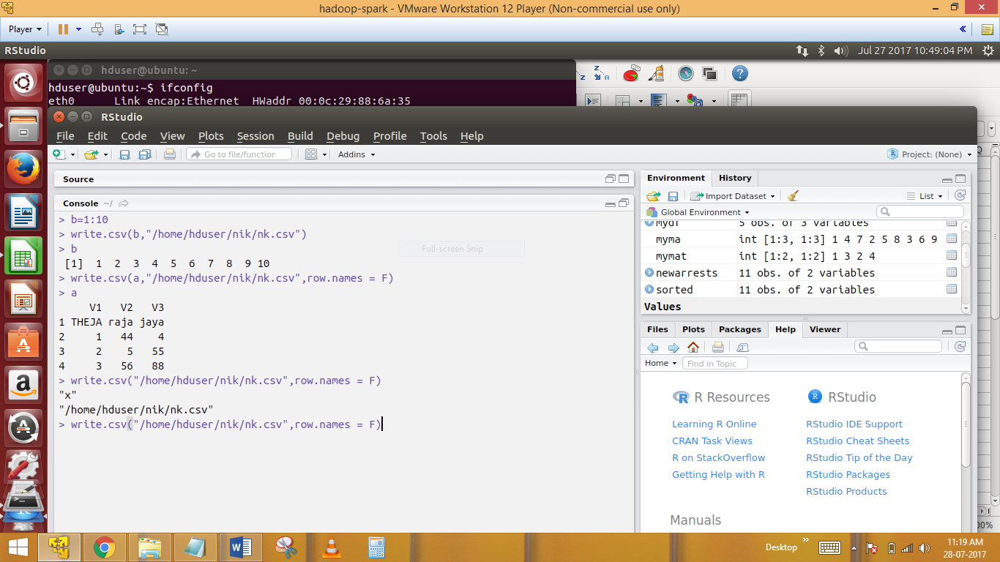 hadoop-spark - VMware Workstation 12 Player (Non-commercial use only)
Player
RStudio
Jul 27 2017 10:49:04 PM
hduser@ubuntu: ~
hduser@ubuntu:~$ ifconfig
eth0 Link encap:Ethernet HWaddr 00:0c:29:88:6a:35
RStudio
File Edit Code View Plots Session Build Debug Profile Tools Help
Go to file/function Addins Project: (None)
Source
Console ~/
> b=1:10
> write.csv(b,"/home/hduser/nik/nk.csv")
> b
[1] 1 2 3 4 5 6 7 8 9 10
> write.csv(a,"/home/hduser/nik/nk.csv",row.names = F)
> a
V1 V2 V3
1 THEJA raja jaya
2 1 44 4
3 2 5 55
4 3 56 88
> write.csv("/home/hduser/nik/nk.csv",row.names = F)
"x"
"/home/hduser/nik/nk.csv"
> write.csv("/home/hduser/nik/nk.csv",row.names = F)
Full-screen Snip
Environment History
Import Dataset List
Global Environment
mydf 5 obs. of 3 variables
myma int [1:3, 1:3] 1 4 7 2 5 8 3 6 9
mymat int [1:2, 1:2] 1 3 2 4
newarrests 11 obs. of 2 variables
sorted 11 obs. of 2 variables
Values
Files Plots Packages Help Viewer
Home Find in Topic
R Resources
Learning R Online
CRAN Task Views
R on StackOverflow
Getting Help with R
RStudio
RStudio IDE Support
RStudio Cheat Sheets
RStudio Tip of the Day
RStudio Packages
RStudio Products
Manuals
Desktop
11:19 AM
28-07-2017